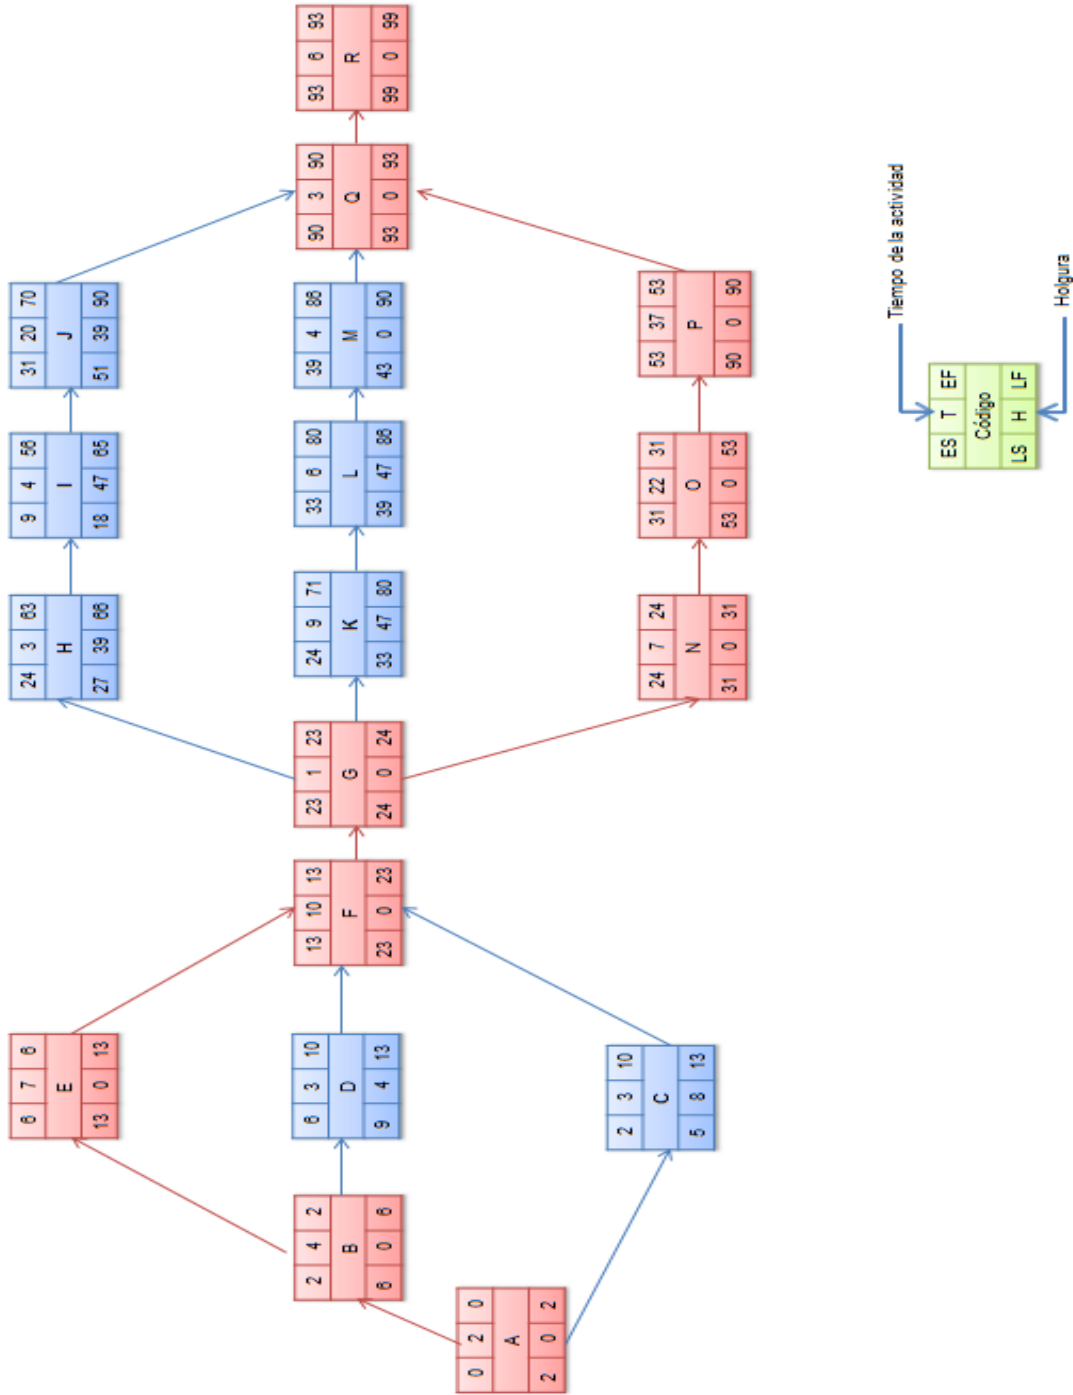 0 2 0
A
2 0 2
2 4 2
B
6 0 6
2 3 10
C
5 8 13
6 3 10
D
9 4 13
6 7 6
E
13 0 13
13 10 13
F
23 0 23
23 1 23
G
24 0 24
24 3 63
H
27 39 66
9 4 56
I
18 47 65
31 20 70
J
51 39 90
24 9 71
K
33 47 80
33 6 80
L
39 47 86
39 4 86
M
43 0 90
24 7 24
N
31 0 31
31 22 31
O
53 0 53
53 37 53
P
90 0 90
90 3 90
Q
93 0 93
93 6 93
R
99 0 99
Tiempo de la actividad
ES T EF
Código
LS H LF
Holgura